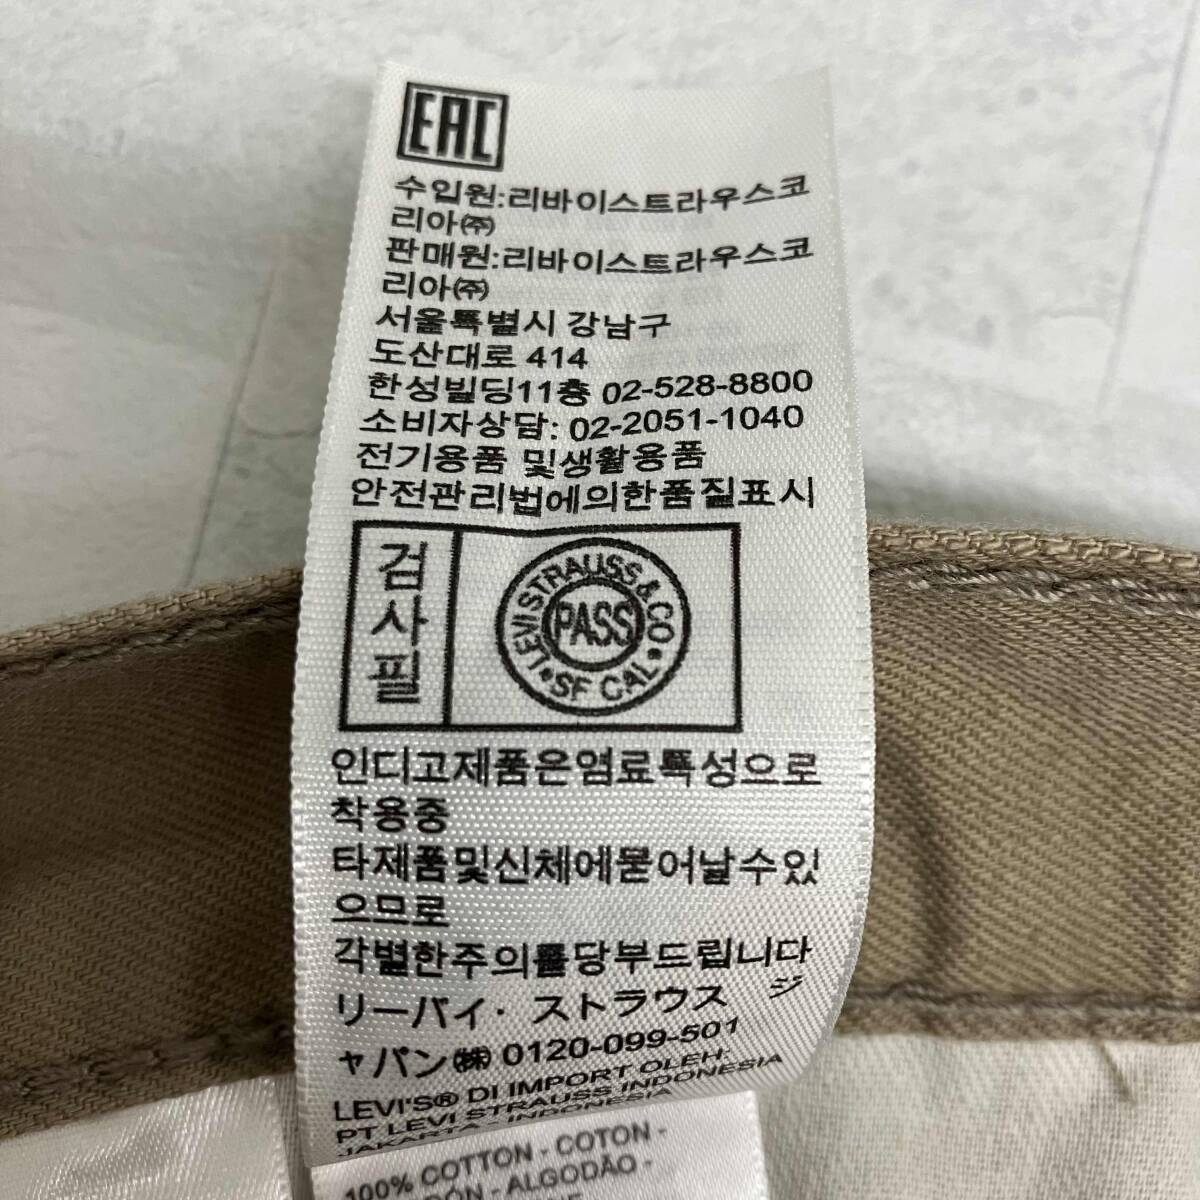 EAC
수입원:리바이스트라우스코
리아㈜
판매원:리바이스트라우스코
리아㈜
서울특별시 강남구
도산대로 414
한성빌딩11층 02-528-8800
소비자상담: 02-2051-1040
전기용품 및생활용품
안전관리법에의한품질표시
검
사
필
LEVI STRAUSS & CO
PASS
SF CAL
인디고제품은염료특성으로
착용중
타제품및신체에묻어날수있
으므로
각별한주의를당부드립니다
リーバイ・ストラウス ジ
ャパン㈱ 0120-099-501
LEVI'S® DI IMPORT OLEH:
PT LEVI STRAUSS INDONESIA
JAKARTA - INDONESIA
100% COTTON - COTON -
ALGODÃO -